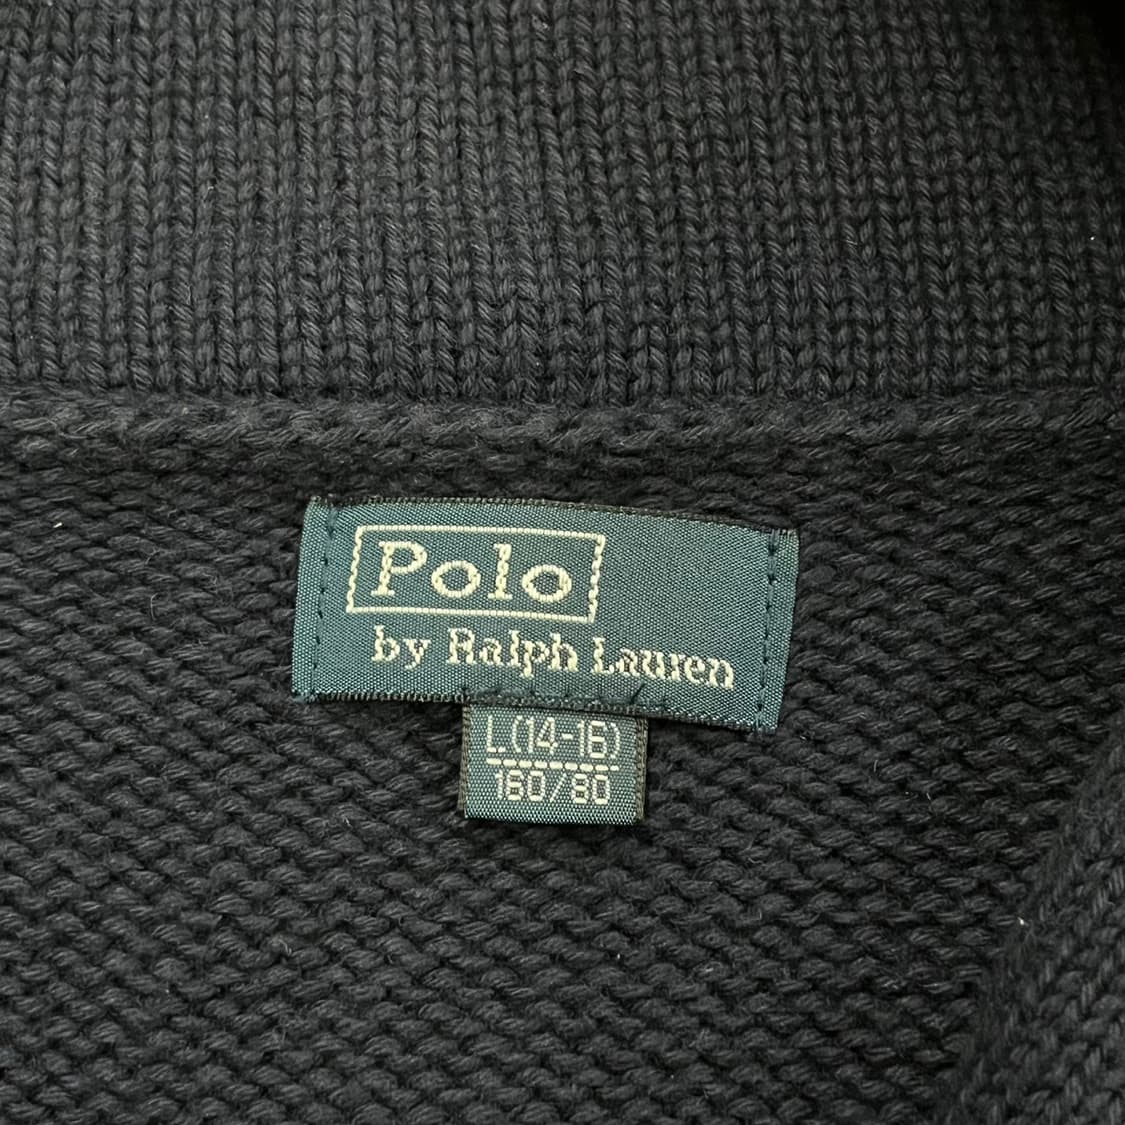 Polo
by Ralph Lauren
L(14-16)
160/80